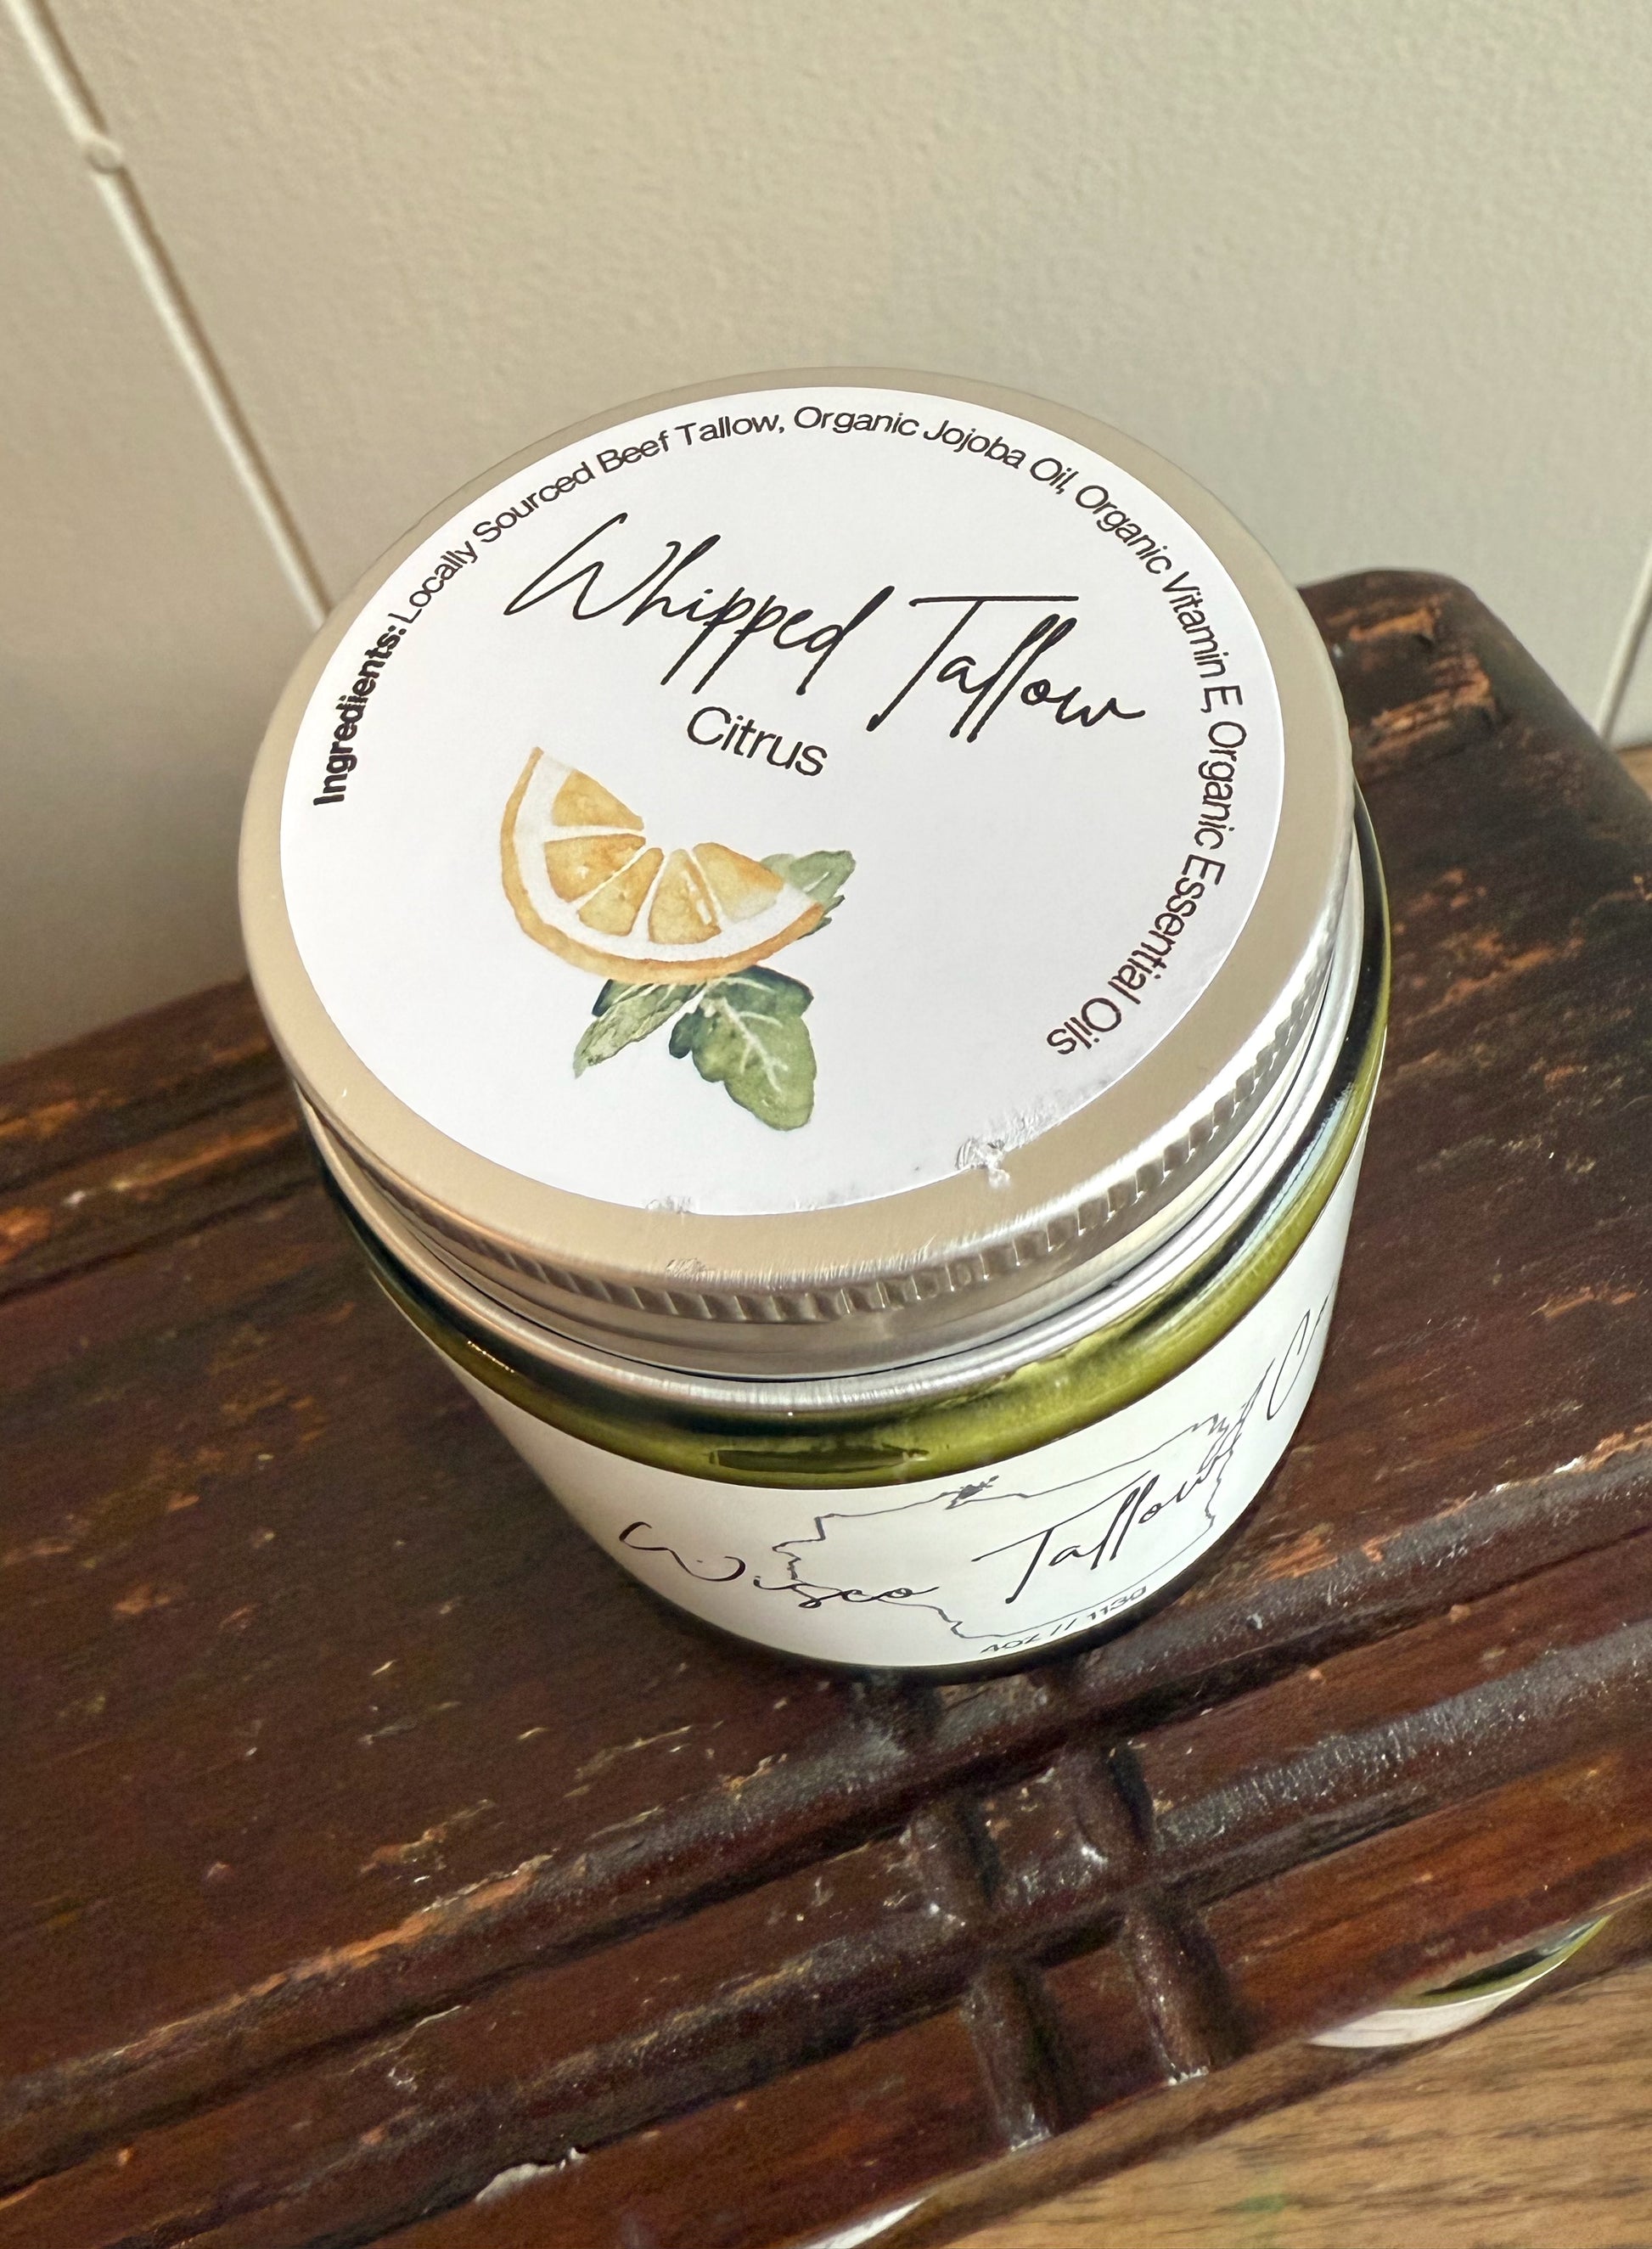 Ingredients: Locally Sourced Beef Tallow, Organic Jojoba Oil, Organic Vitamin E, Organic Essential Oils
Whipped Tallow
Citrus
Wisco Tallow
4OZ // 113G